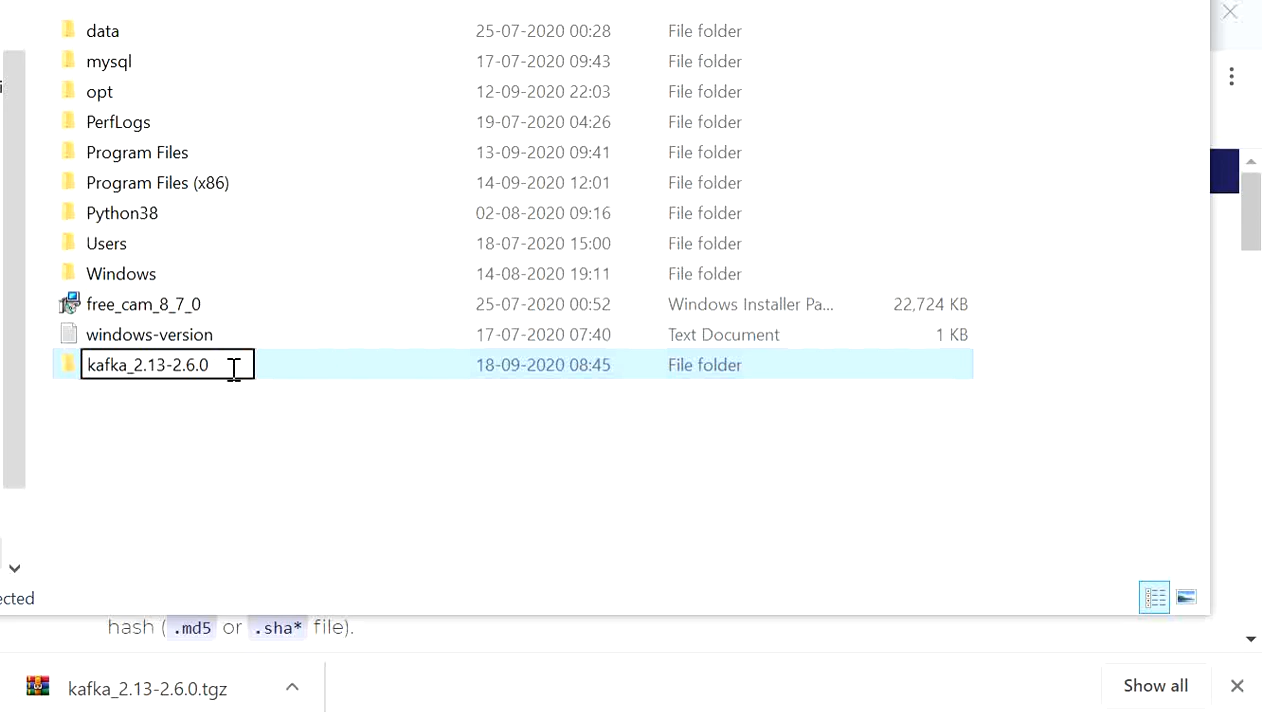 data 25-07-2020 00:28 File folder
mysql 17-07-2020 09:43 File folder
opt 12-09-2020 22:03 File folder
PerfLogs 19-07-2020 04:26 File folder
Program Files 13-09-2020 09:41 File folder
Program Files (x86) 14-09-2020 12:01 File folder
Python38 02-08-2020 09:16 File folder
Users 18-07-2020 15:00 File folder
Windows 14-08-2020 19:11 File folder
free_cam_8_7_0 25-07-2020 00:52 Windows Installer Pa... 22,724 KB
windows-version 17-07-2020 07:40 Text Document 1 KB
kafka_2.13-2.6.0 18-09-2020 08:45 File folder
ected
hash (.md5 or .sha* file).
kafka_2.13-2.6.0.tgz Show all